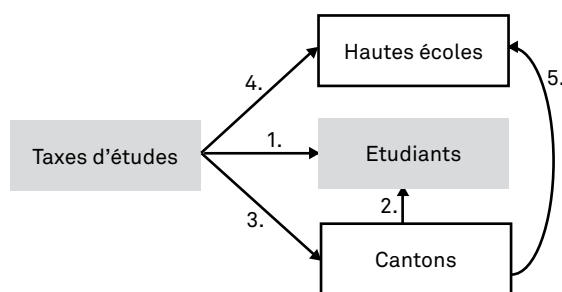 Hautes écoles
4.
5.
1.
Taxes d'études
Etudiants
2.
3.
Cantons